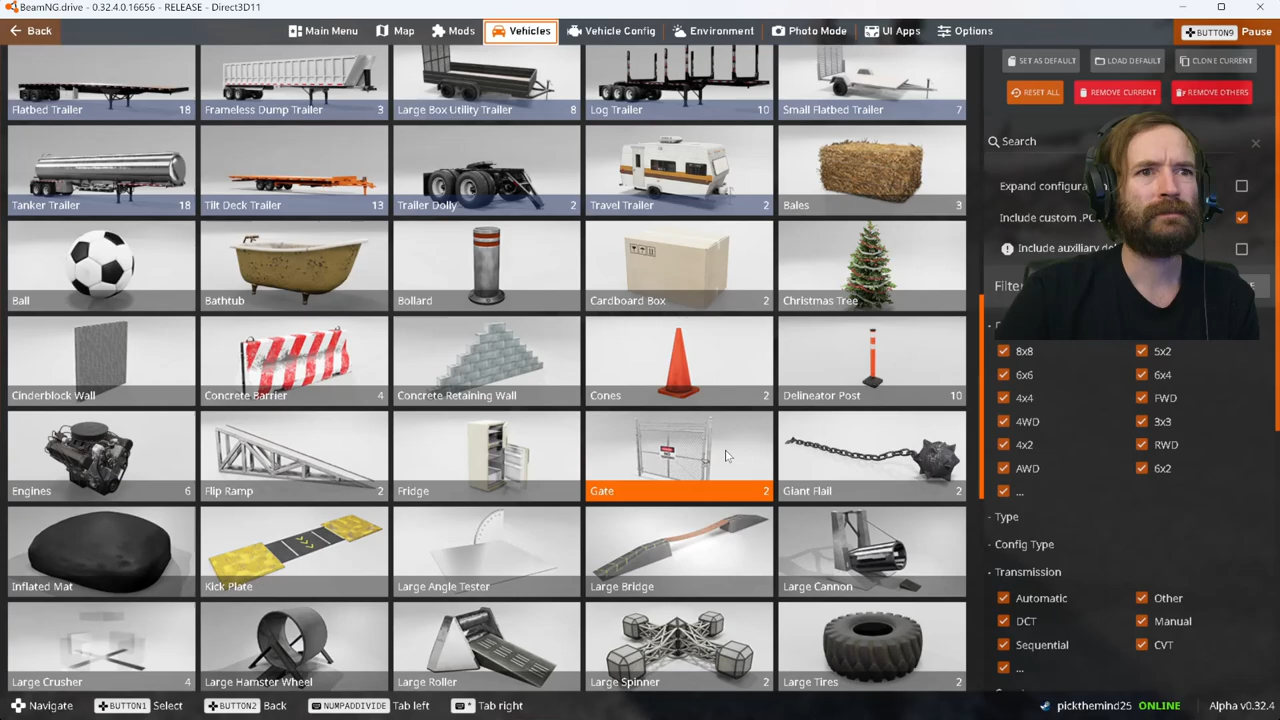 BeamNG.drive - 0.32.4.0.16656 - RELEASE - Direct3D11
Back
Main Menu
Map
Mods
Vehicles
Vehicle Config
Environment
Photo Mode
UI Apps
Options
BUTTON9 Pause
Flatbed Trailer 18
Frameless Dump Trailer 3
Large Box Utility Trailer 8
Log Trailer 10
Small Flatbed Trailer 7
Tanker Trailer 18
Tilt Deck Trailer 13
Trailer Dolly 2
Travel Trailer 2
Bales 3
Ball
Bathtub
Bollard
Cardboard Box 2
Christmas Tree
Cinderblock Wall
Concrete Barrier 4
Concrete Retaining Wall
Cones 2
Delineator Post 10
Engines 6
Flip Ramp 2
Fridge
Gate 2
Giant Flail 2
Inflated Mat
Kick Plate
Large Angle Tester
Large Bridge
Large Cannon
Large Crusher 4
Large Hamster Wheel
Large Roller
Large Spinner 2
Large Tires 2
SET AS DEFAULT
LOAD DEFAULT
CLONE CURRENT
RESET ALL
REMOVE CURRENT
REMOVE OTHERS
Search
Expand configura
Include custom .PC
Include auxiliary de
Filter
8x8
5x2
6x6
6x4
4x4
FWD
4WD
3x3
4x2
RWD
AWD
6x2
...
- Type
- Config Type
- Transmission
Automatic
Other
DCT
Manual
Sequential
CVT
...
Navigate
BUTTON1 Select
BUTTON2 Back
NUMPADDIVIDE Tab left
* Tab right
pickthemind25 ONLINE
Alpha v0.32.4